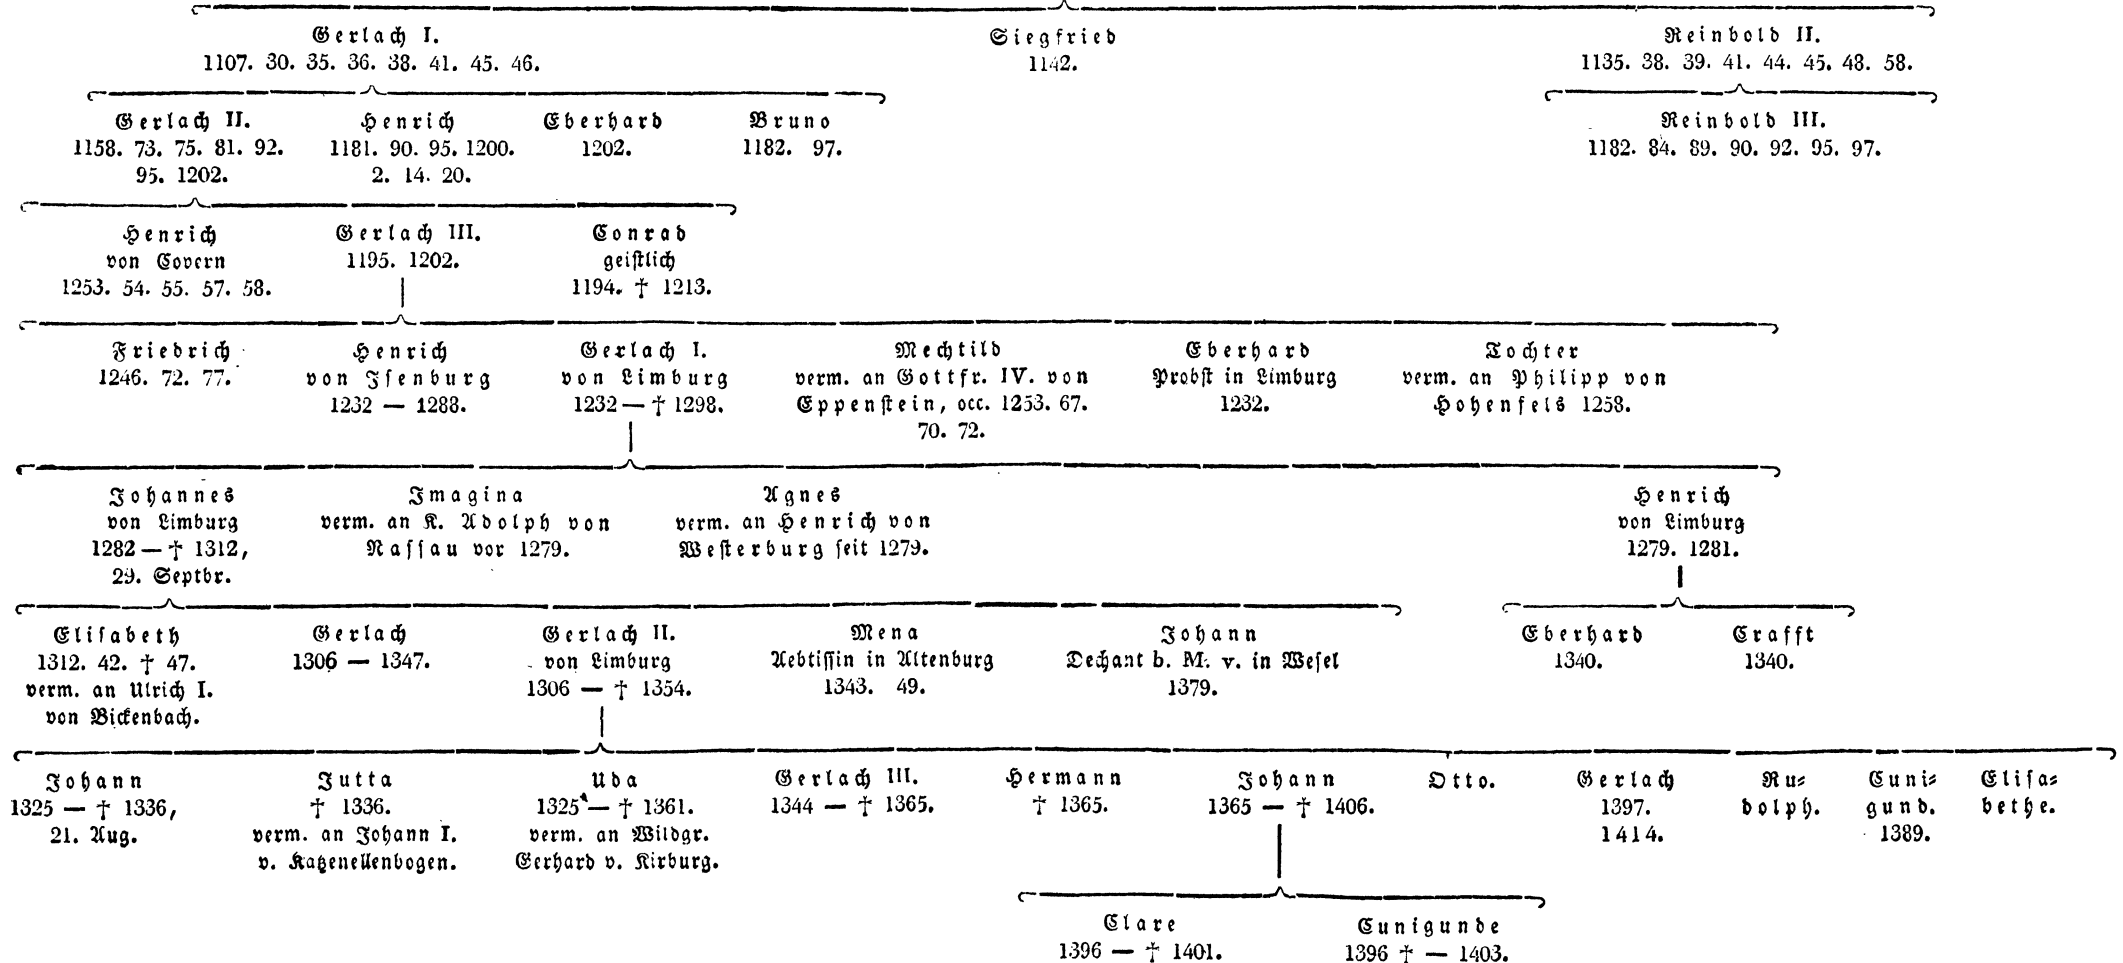 Gerlach I.
1107. 30. 35. 36. 38. 41. 45. 46.
Siegfried
1142.
Reinbold II.
1135. 38. 39. 41. 44. 45. 48. 58.
Gerlach II.
1158. 73. 75. 81. 92.
95. 1202.
Henrich
1181. 90. 95. 1200.
2. 14. 20.
Eberhard
1202.
Bruno
1182. 97.
Reinbold III.
1182. 84. 89. 90. 92. 95. 97.
Henrich
von Covern
1253. 54. 55. 57. 58.
Gerlach III.
1195. 1202.
Conrad
geistlich
1194. † 1213.
Friedrich
1246. 72. 77.
Henrich
von Isenburg
1232 — 1288.
Gerlach I.
von Limburg
1232 — † 1298.
Mechtild
verm. an Gottfr. IV. von
Eppenstein, occ. 1253. 67.
70. 72.
Eberhard
Probst in Limburg
1232.
Tochter
verm. an Philipp von
Hohenfels 1258.
Johannes
von Limburg
1282 — † 1312,
29. Septbr.
Imagina
verm. an K. Adolph von
Nassau vor 1279.
Agnes
verm. an Henrich von
Westerburg seit 1279.
Henrich
von Limburg
1279. 1281.
Elisabeth
1312. 42. † 47.
verm. an Ulrich I.
von Bickenbach.
Gerlach
1306 — 1347.
Gerlach II.
von Limburg
1306 — † 1354.
Mena
Aebtissin in Altenburg
1343. 49.
Johann
Dechant b. M. v. in Wesel
1379.
Eberhard
1340.
Crafft
1340.
Johann
1325 — † 1336,
21. Aug.
Jutta
† 1336.
verm. an Johann I.
v. Katzenellenbogen.
Uda
1325 — † 1361.
verm. an Wildgr.
Gerhard v. Kirburg.
Gerlach III.
1344 — † 1365.
Hermann
† 1365.
Johann
1365 — † 1406.
Otto.
Gerlach
1397.
1414.
Ru-
dolph.
Cuni-
gund.
1389.
Elisa-
bethe.
Clare
1396 — † 1401.
Cunigunde
1396 † — 1403.